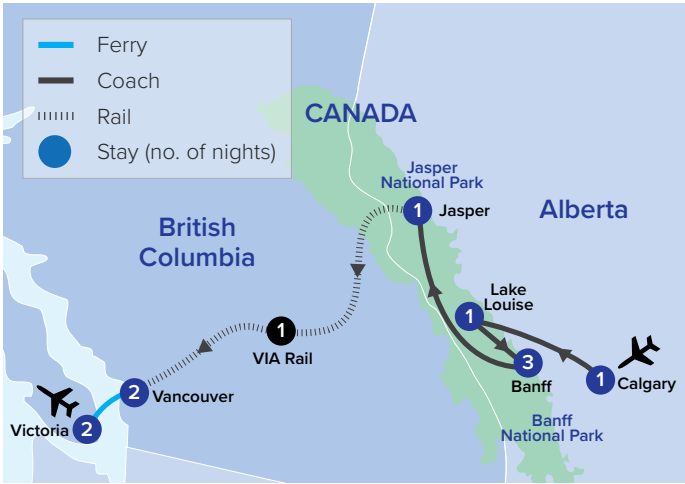 Ferry
Coach
Rail
Stay (no. of nights)
CANADA
Jasper
National Park
1
Jasper
Alberta
British
Columbia
Lake
Louise
1
1
VIA Rail
3
Banff
1
Calgary
2
Vancouver
Victoria
2
Banff
National Park